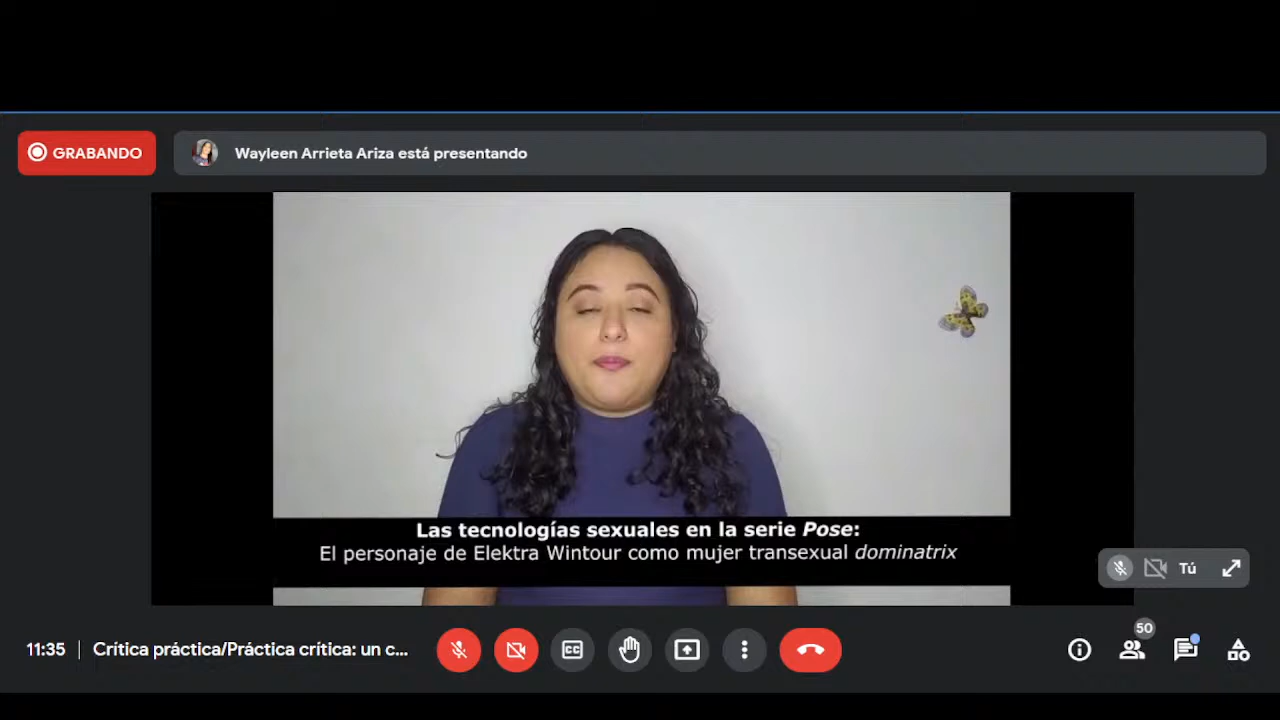 GRABANDO
Wayleen Arrieta Ariza está presentando
Las tecnologías sexuales en la serie Pose:
El personaje de Elektra Wintour como mujer transexual dominatrix
Tú
50
11:35
Crítica práctica/Práctica crítica: un c...
CC